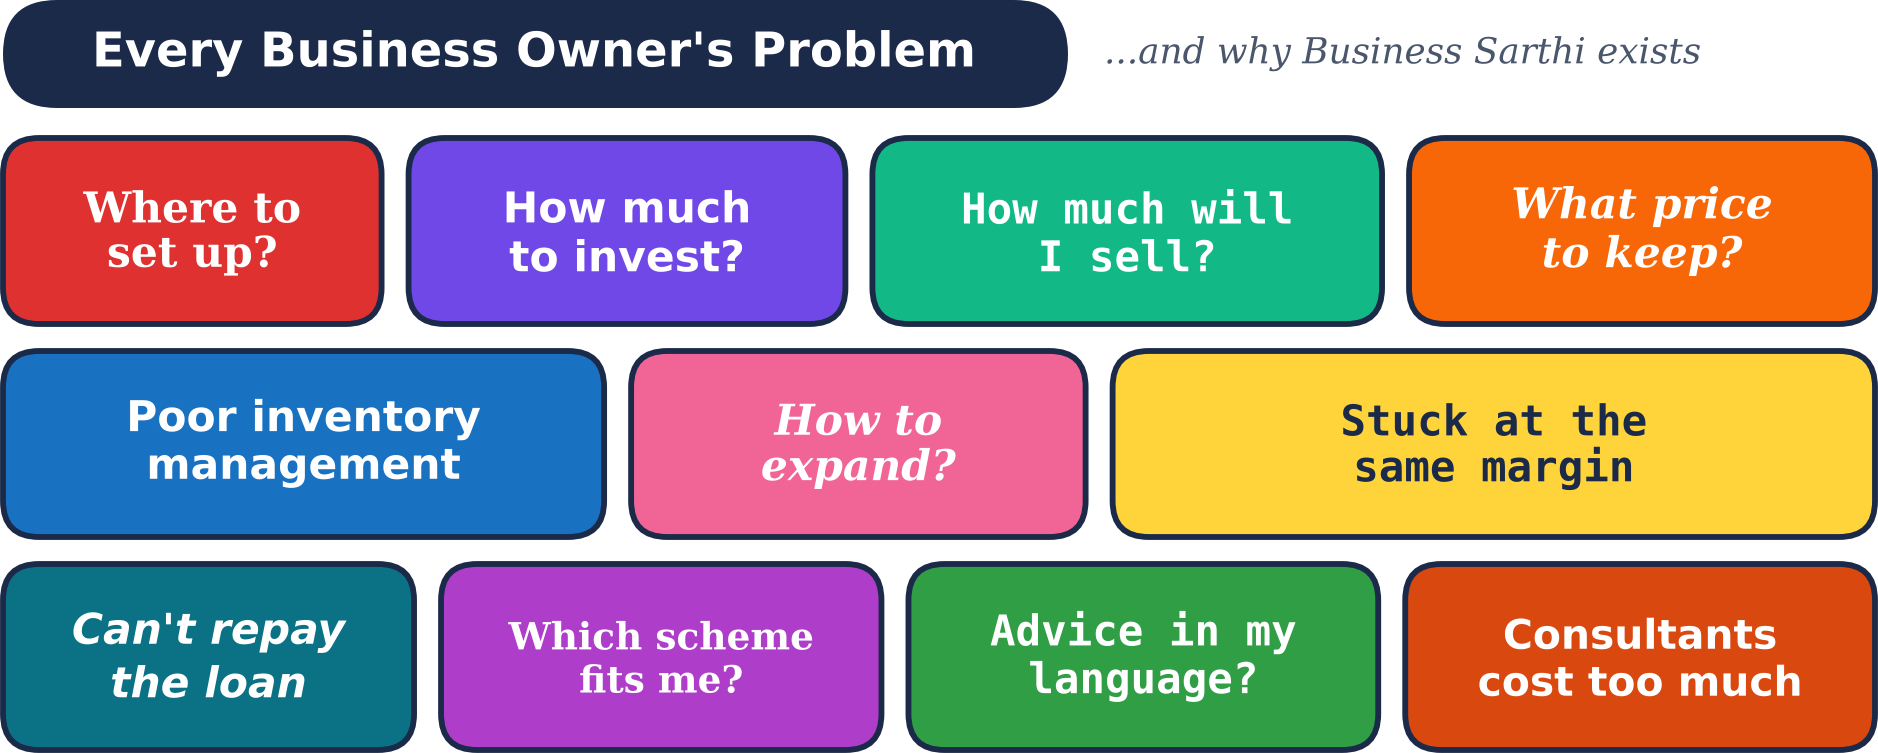 Every Business Owner's Problem
...and why Business Sarthi exists
Where to
set up?
How much
to invest?
How much will
I sell?
What price
to keep?
Poor inventory
management
How to
expand?
Stuck at the
same margin
Can't repay
the loan
Which scheme
fits me?
Advice in my
language?
Consultants
cost too much